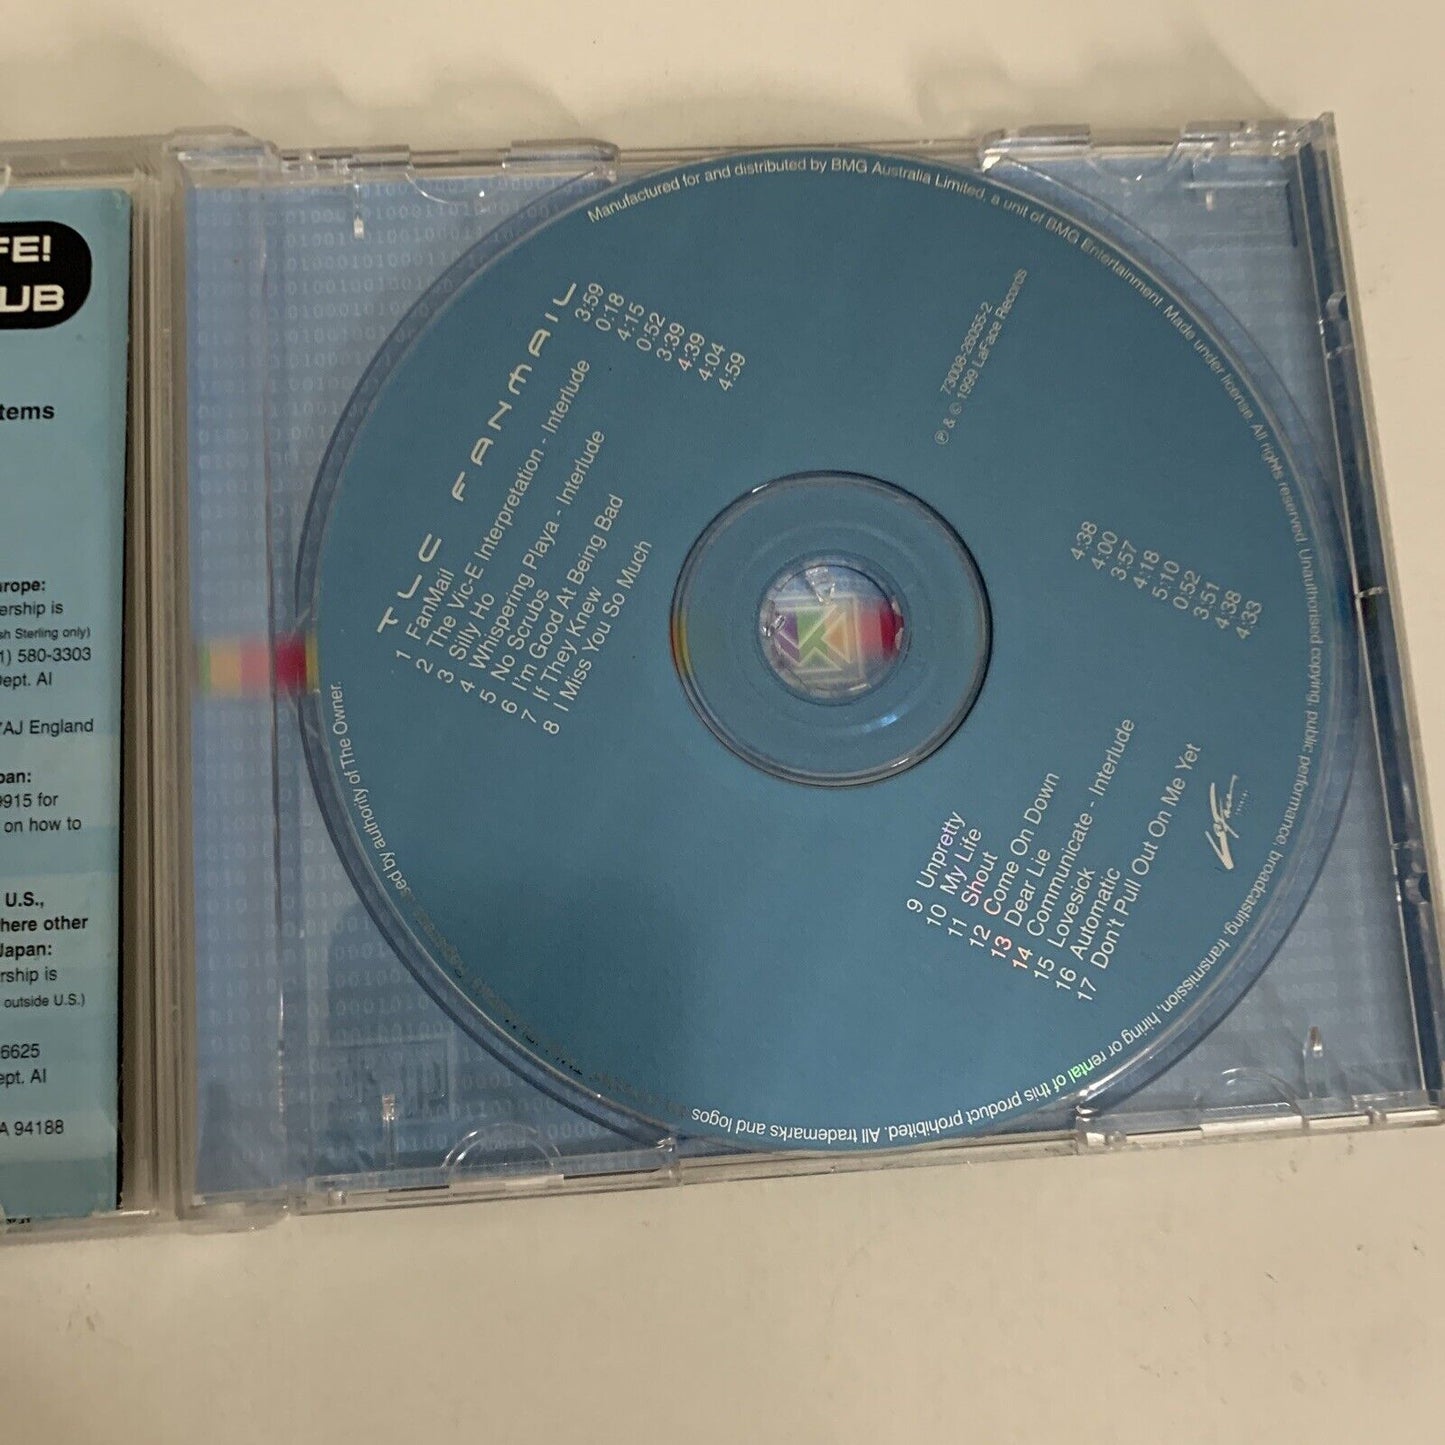 FE!
UB
tems
urope:
ership is
sh Sterling only)
1) 580-3303
Dept. AI
YAJ England
pan:
9915 for
on how to
U.S.,
here other
Japan:
rship is
outside U.S.)
6625
ept. AI
A 94188
Manufactured for and distributed by BMG Australia Limited, a unit of BMG Entertainment. Made under license. All rights reserved. Unauthorised copying, public performance, broadcasting, transmission, hiring or rental of this product prohibited. All trademarks and logos
used by authority of The Owner.
TLC FANMAIL
1 FanMail 3:59
2 The Vic-E Interpretation - Interlude 0:18
3 Silly Ho 4:15
4 Whispering Playa - Interlude 0:52
5 No Scrubs 3:39
6 I'm Good At Being Bad 4:39
7 If They Knew 4:04
8 I Miss You So Much 4:59
73008-26055-2
℗ & © 1999 LaFace Records
9 Unpretty 4:38
10 My Life 4:00
11 Shout 3:57
12 Come On Down 4:18
13 Dear Lie 5:10
14 Communicate - Interlude 0:52
15 Lovesick 3:51
16 Automatic 4:38
17 Don't Pull Out On Me Yet 4:33
LaFace